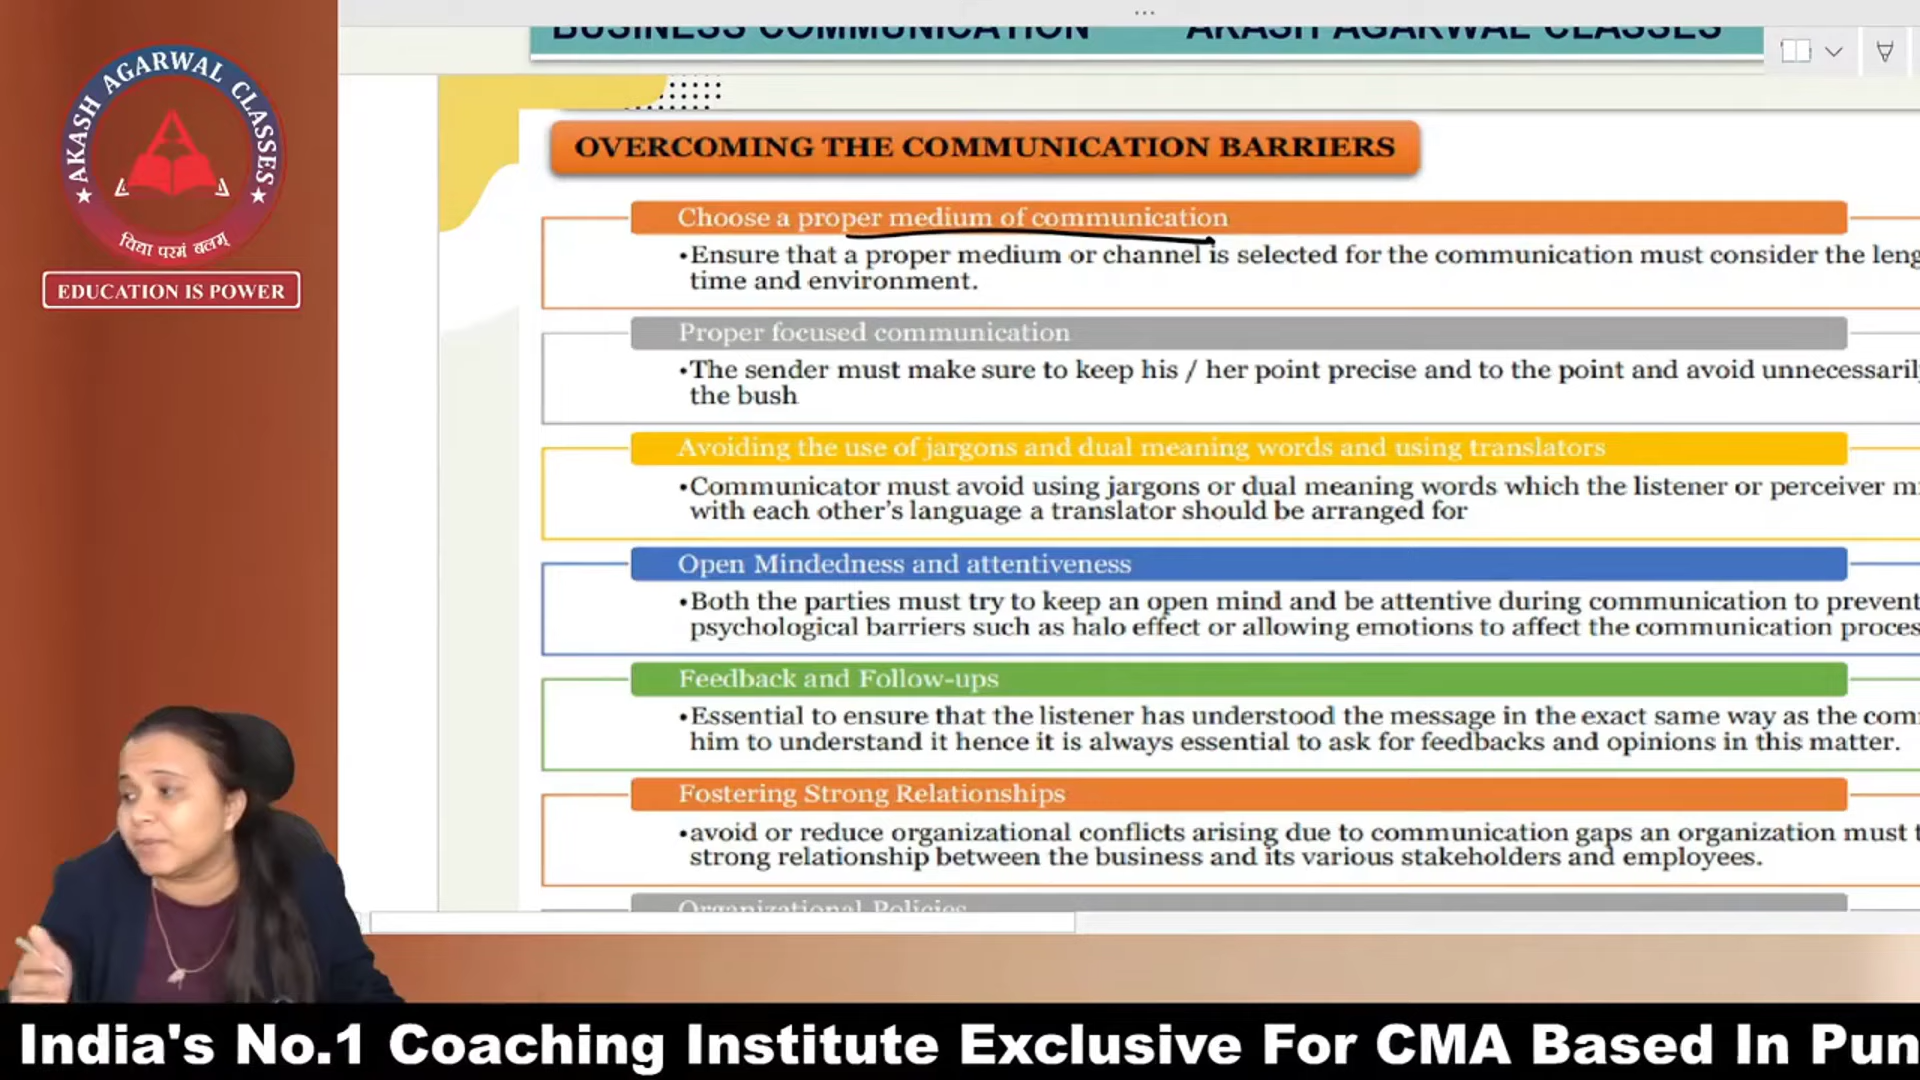 BUSINESS COMMUNICATION AKASH AGARWAL CLASSES
AKASH AGARWAL CLASSES
विद्या परमं बलम्
EDUCATION IS POWER
OVERCOMING THE COMMUNICATION BARRIERS
Choose a proper medium of communication
•Ensure that a proper medium or channel is selected for the communication must consider the leng
time and environment.
Proper focused communication
•The sender must make sure to keep his / her point precise and to the point and avoid unnecessaril
the bush
Avoiding the use of jargons and dual meaning words and using translators
•Communicator must avoid using jargons or dual meaning words which the listener or perceiver m
with each other's language a translator should be arranged for
Open Mindedness and attentiveness
•Both the parties must try to keep an open mind and be attentive during communication to prevent
psychological barriers such as halo effect or allowing emotions to affect the communication proces
Feedback and Follow-ups
•Essential to ensure that the listener has understood the message in the exact same way as the com
him to understand it hence it is always essential to ask for feedbacks and opinions in this matter.
Fostering Strong Relationships
•avoid or reduce organizational conflicts arising due to communication gaps an organization must
strong relationship between the business and its various stakeholders and employees.
Organizational Policies
India's No.1 Coaching Institute Exclusive For CMA Based In Pun